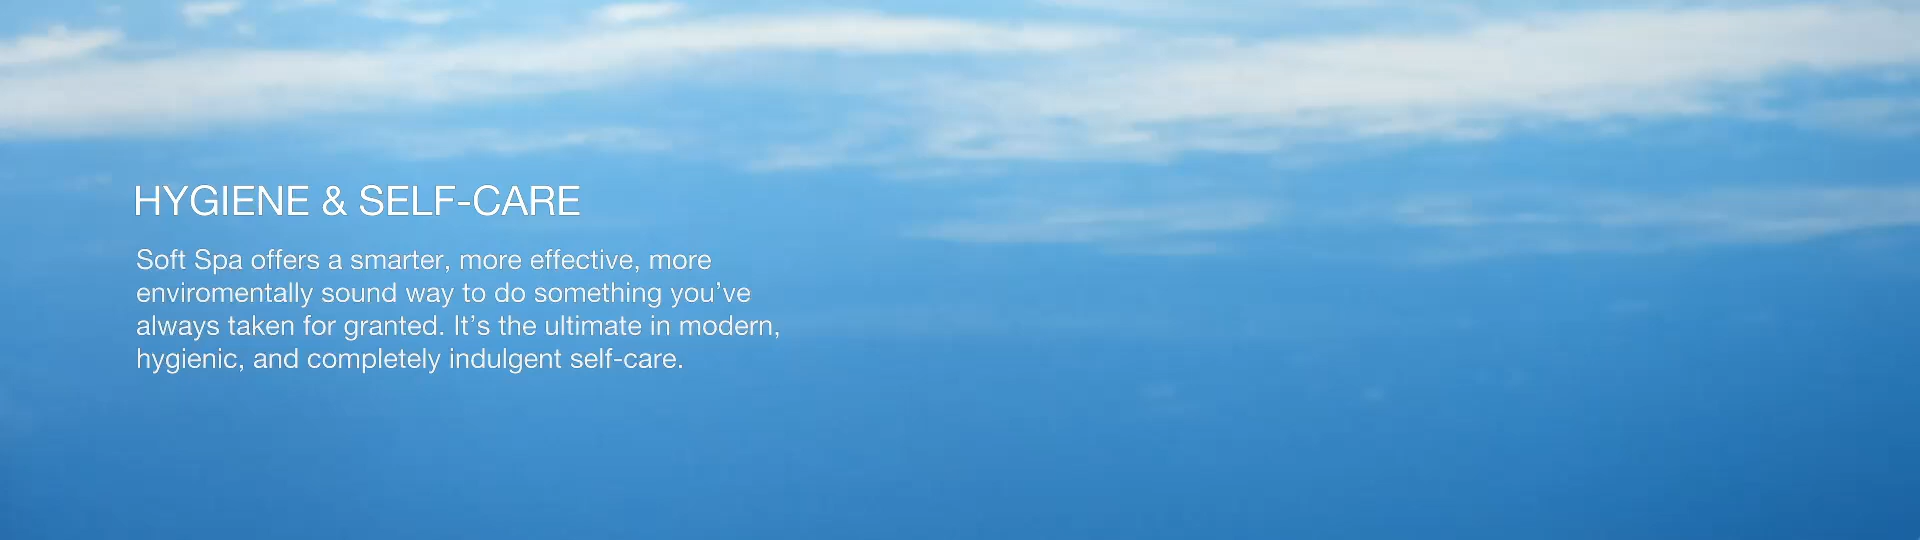 HYGIENE & SELF-CARE
Soft Spa offers a smarter, more effective, more
enviromentally sound way to do something you’ve
always taken for granted. It’s the ultimate in modern,
hygienic, and completely indulgent self-care.